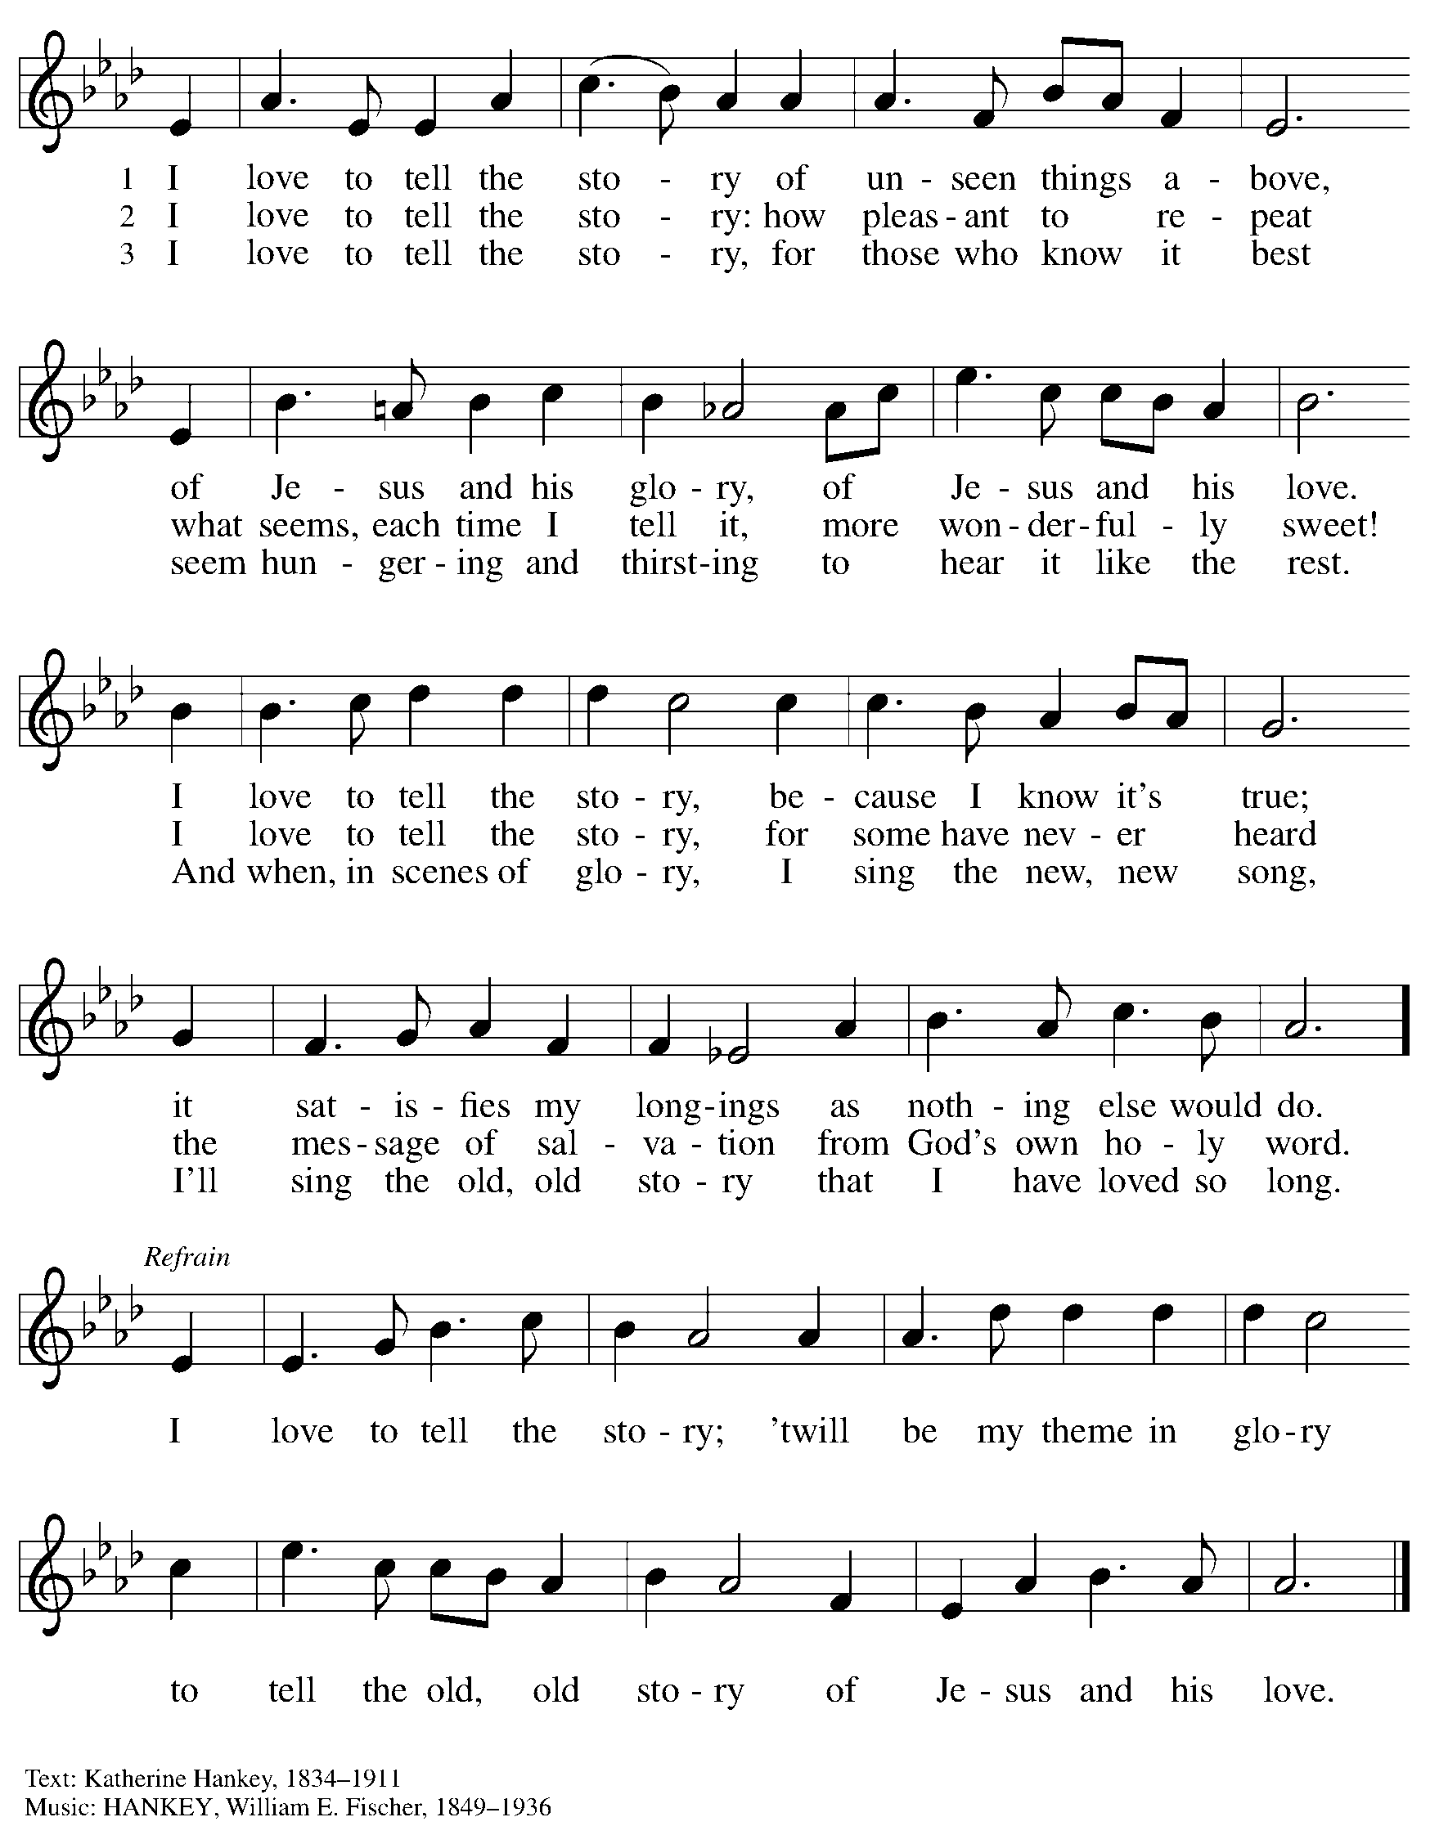 1 I love to tell the sto - ry of un - seen things a - bove,
2 I love to tell the sto - ry: how pleas - ant to re - peat
3 I love to tell the sto - ry, for those who know it best
of Je - sus and his glo - ry, of Je - sus and his love.
what seems, each time I tell it, more won - der - ful - ly sweet!
seem hun - ger - ing and thirst - ing to hear it like the rest.
I love to tell the sto - ry, be - cause I know it's true;
I love to tell the sto - ry, for some have nev - er heard
And when, in scenes of glo - ry, I sing the new, new song,
it sat - is - fies my long - ings as noth - ing else would do.
the mes - sage of sal - va - tion from God's own ho - ly word.
I'll sing the old, old sto - ry that I have loved so long.
Refrain
I love to tell the sto - ry; 'twill be my theme in glo - ry
to tell the old, old sto - ry of Je - sus and his love.
Text: Katherine Hankey, 1834–1911
Music: HANKEY, William E. Fischer, 1849–1936